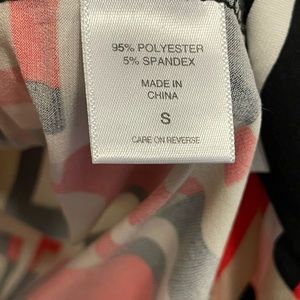 95% POLYESTER
5% SPANDEX
MADE IN
CHINA
S
CARE ON REVERSE